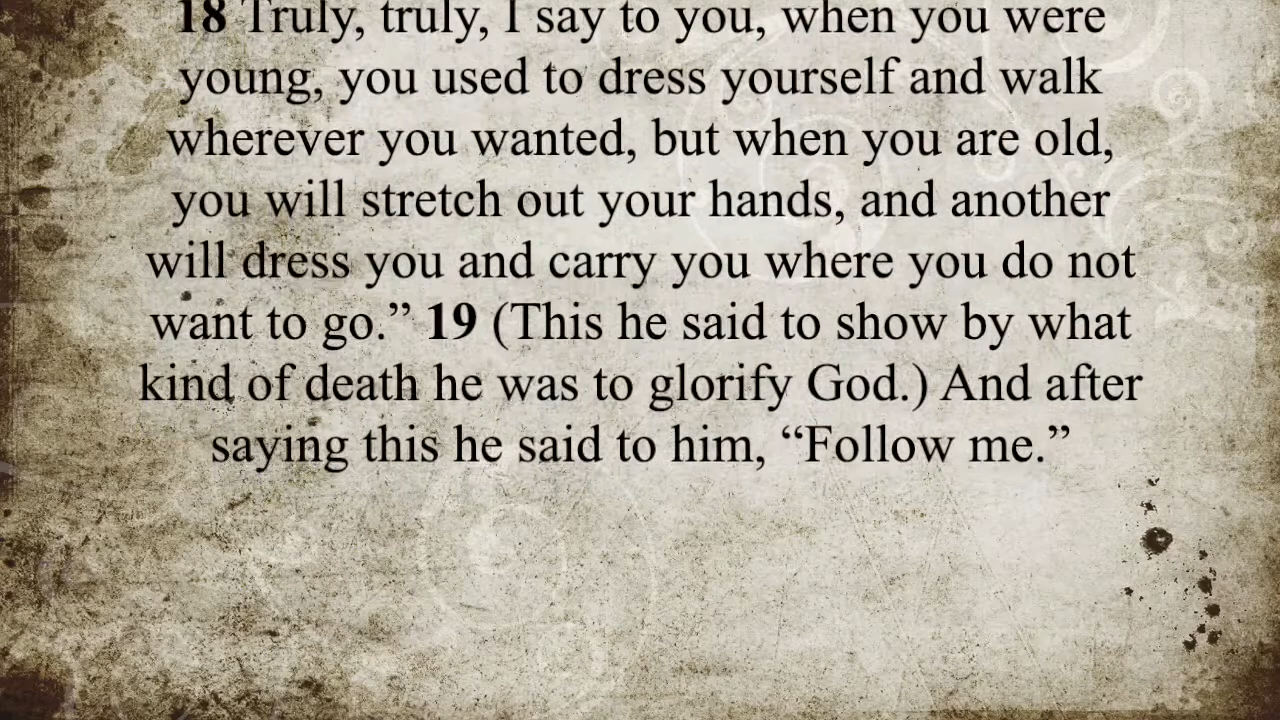 18 Truly, truly, I say to you, when you were
young, you used to dress yourself and walk
wherever you wanted, but when you are old,
you will stretch out your hands, and another
will dress you and carry you where you do not
want to go.” 19 (This he said to show by what
kind of death he was to glorify God.) And after
saying this he said to him, “Follow me.”